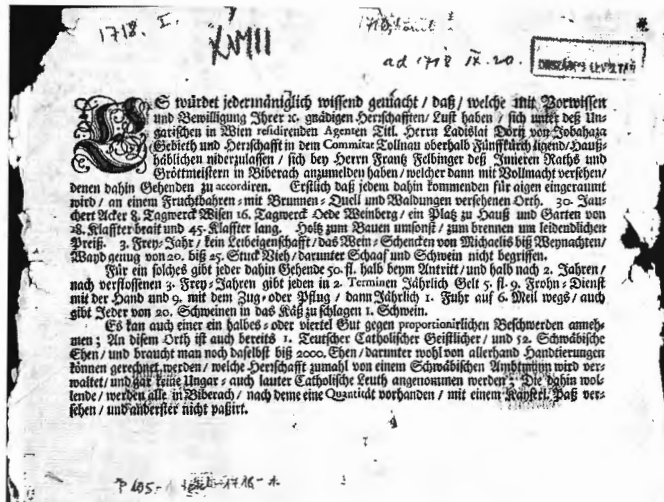 1718. I.
XVIII
ad 1718 IX. 20.
ORSZÁGOS LEVÉLTÁR
ES würdet jedermäniglich wissend gemacht / daß / welche mit Vorwissen
und Bewilligung Ihrer ꝛc. gnädigen Herrschafften / Lust haben / sich unter deß Un-
garischen in Wien residirenden Agenten Titl. Herrn Ladislai Döry von Jobahaza
Gebieth und Herrschafft in dem Commitat Tollnau oberhalb Fünffkürch ligend / Hauß-
häblichen niderzulassen / sich bey Herrn Frantz Felbinger deß Inneren Raths und
Gröttmeistern in Biberach anzumelden haben / welcher dann mit Vollmacht versehen /
denen dahin Gehenden zu accordiren. Erstlich daß jedem dahin kommenden für aigen eingeraumt
wird / an einem Fruchtbahren - mit Brunnen - Quell und Waldungen versehenen Orth. 30. Jau-
chert Acker 8. Tagwerck Wisen 16. Tagwerck Oede Weinberg / ein Platz zu Hauß und Garten von
28. Klaffter brait und 45. Klaffter lang. Holtz zum Bauen umsonst / zum brennen um leidenlichen
Preiß. 3. Frey-Jahr / kein Leibeigenschafft / das Wein-Schencken von Michaelis biß Weynachten /
Wayd genug von 20. biß 25. Stuck Vieh / darunter Schaaf und Schwein nicht begriffen.
Für ein solches gibt jeder dahin Gehende 50. fl. halb beym Antritt / und halb nach 2. Jahren /
nach verflossenen 3. Frey-Jahren gibt jeden in 2. Terminen Jährlich Gelt 5. fl. 9. Frohn-Dienst
mit der Hand und 9. mit dem Zug- oder Pflug / dann Jährlich 1. Fuhr auf 6. Meil wegs / auch
gibt Jeder von 20. Schweinen in das Käß zu schlagen 1. Schwein.
Es kan auch einer ein halbes- oder viertel Gut gegen proportionirlichen Beschwerden anneh-
men; An disem Orth ist auch bereits 1. Teutscher Catholischer Geistlicher / und 52. Schwäbische
Ehen / und braucht man noch daselbst biß 2000. Ehen / darunter wohl von allerhand Handtierungen
können gerechnet werden / welche Herrschafft zumahl von einem Schwäbischen Ambtmann wird ver-
waltet / und gar keine Ungar- auch lauter Catholische Leuth angenommen werden; Die dahin wol-
lende / werden alle in Biberach / nach deme eine Quantität vorhanden / mit einem Kayserl. Paß ver-
sehen / und anderster nicht paßirt.